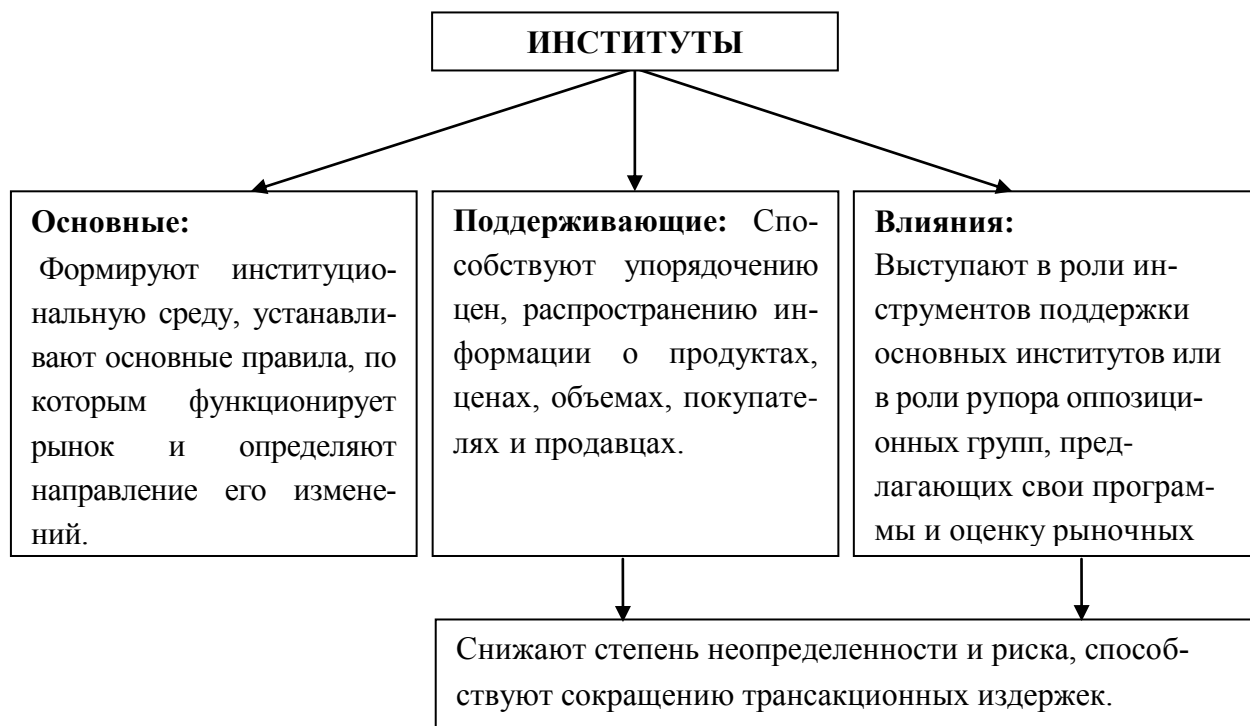 ИНСТИТУТЫ
Основные:
Формируют институцио-
нальную среду, устанавли-
вают основные правила, по
которым функционирует
рынок и определяют
направление его измене-
ний.
Поддерживающие: Спо-
собствуют упорядочению
цен, распространению ин-
формации о продуктах,
ценах, объемах, покупате-
лях и продавцах.
Влияния:
Выступают в роли ин-
струментов поддержки
основных институтов или
в роли рупора оппозици-
онных групп, пред-
лагающих свои програм-
мы и оценку рыночных
Снижают степень неопределенности и риска, способ-
ствуют сокращению трансакционных издержек.